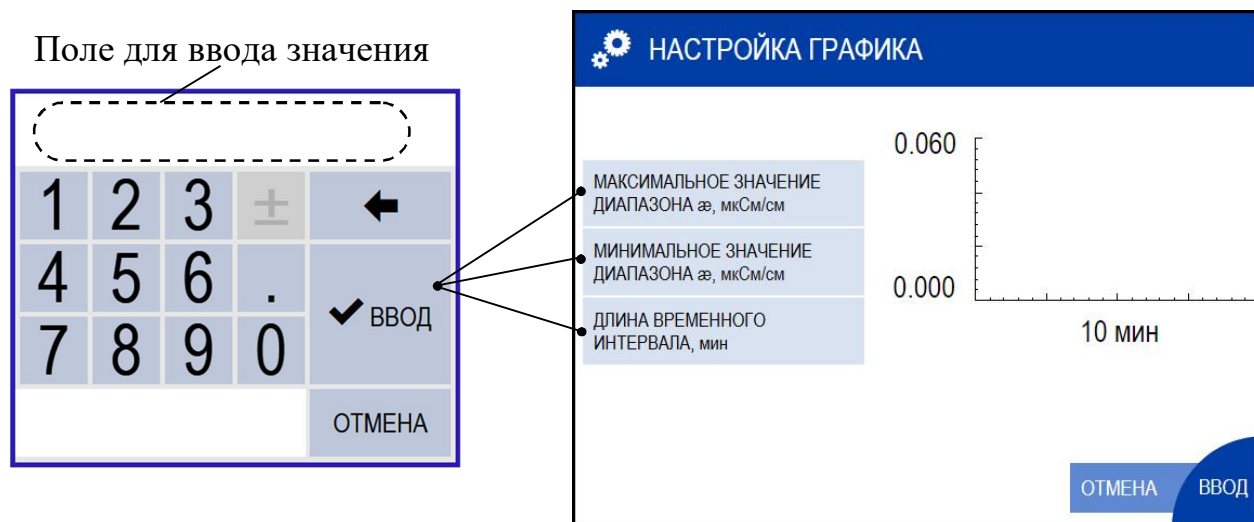 Поле для ввода значения
1 2 3 ±
4 5 6 .
✔ ВВОД
7 8 9 0
ОТМЕНА
НАСТРОЙКА ГРАФИКА
МАКСИМАЛЬНОЕ ЗНАЧЕНИЕ
ДИАПАЗОНА æ, мкСм/см
МИНИМАЛЬНОЕ ЗНАЧЕНИЕ
ДИАПАЗОНА æ, мкСм/см
ДЛИНА ВРЕМЕННОГО
ИНТЕРВАЛА, мин
0.060
0.000
10 мин
ОТМЕНА
ВВОД